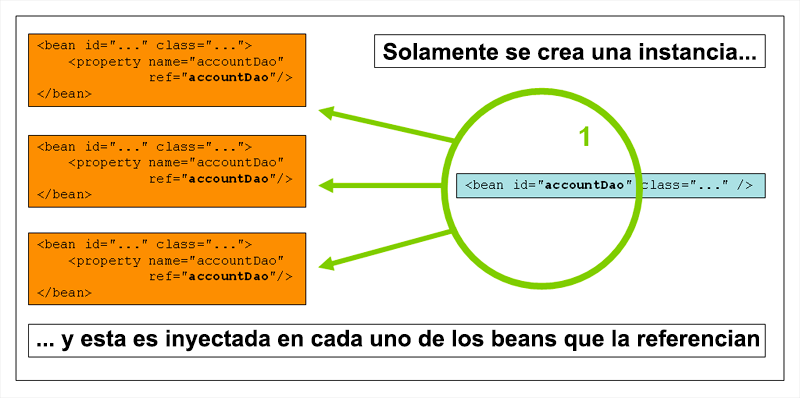 <bean id="..." class="...">
<property name="accountDao"
ref="accountDao"/>
</bean>
Solamente se crea una instancia...
1
<bean id="..." class="...">
<property name="accountDao"
ref="accountDao"/>
</bean>
<bean id="accountDao" class="..." />
<bean id="..." class="...">
<property name="accountDao"
ref="accountDao"/>
</bean>
... y esta es inyectada en cada uno de los beans que la referencian